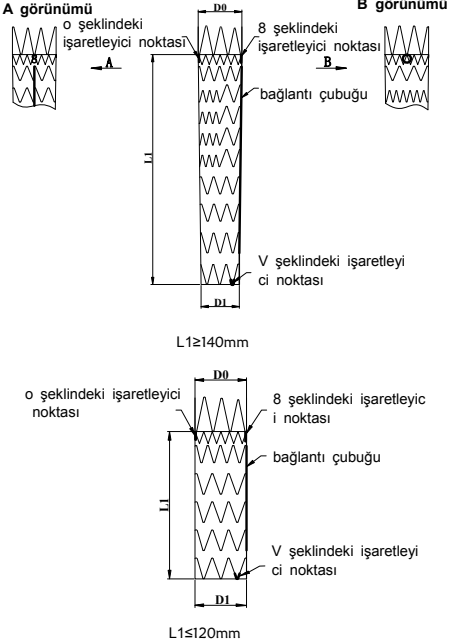 A görünümü
o şeklindeki
işaretleyici
noktası
8
A
D0
8 şeklindeki
işaretleyici noktası
B
B görünümü
bağlantı çubuğu
L1
V şeklindeki işaretleyi
ci noktası
D1
L1≥140mm
D0
o şeklindeki işaretleyici
noktası
8 şeklindeki işaretleyic
i noktası
bağlantı çubuğu
L1
V şeklindeki işaretleyi
ci noktası
D1
L1≤120mm